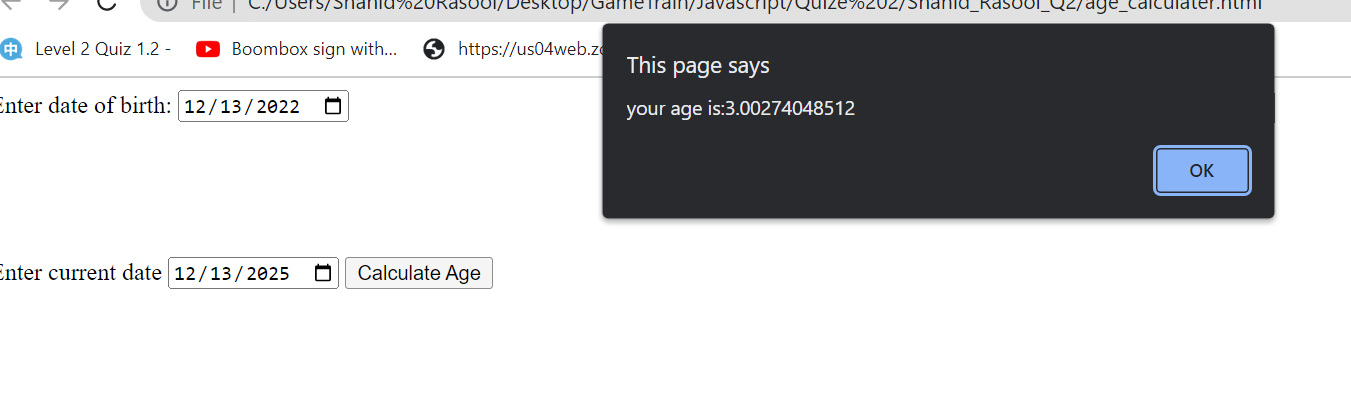 File | C:/Users/Shahid%20Rasool/Desktop/GameTrain/Javascript/Quize%202/Shahid_Rasool_Q2/age_calculater.html
Level 2 Quiz 1.2 - Boombox sign with... https://us04web.zo
This page says
your age is:3.00274048512
OK
Enter date of birth: 12/13/2022
Enter current date 12/13/2025 Calculate Age